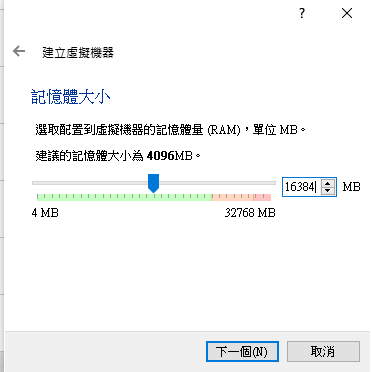 ?
建立虛擬機器
記憶體大小
選取配置到虛擬機器的記憶體量 (RAM),單位 MB。
建議的記憶體大小為 4096MB。
16384 MB
4 MB 32768 MB
下一個(N) 取消